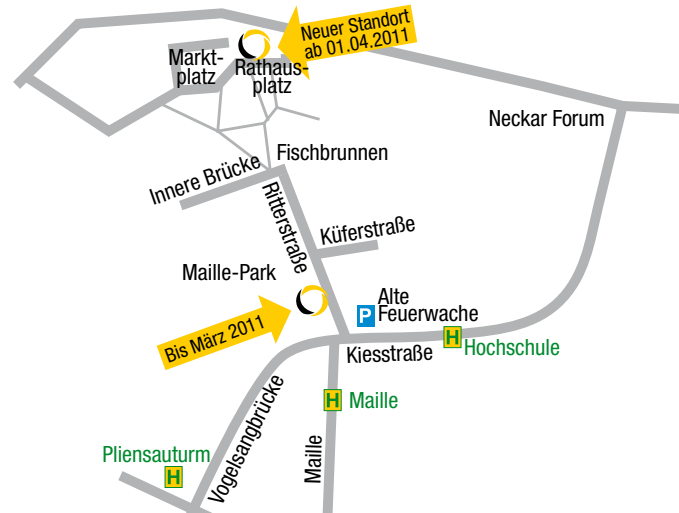 Neuer Standort
ab 01.04.2011
Markt-
platz
Rathaus-
platz
Neckar Forum
Fischbrunnen
Innere Brücke
Ritterstraße
Küferstraße
Maille-Park
Bis März 2011
P
Alte
Feuerwache
Kiesstraße
H
Hochschule
H
Maille
Vogelsangbrücke
Maille
Pliensauturm
H